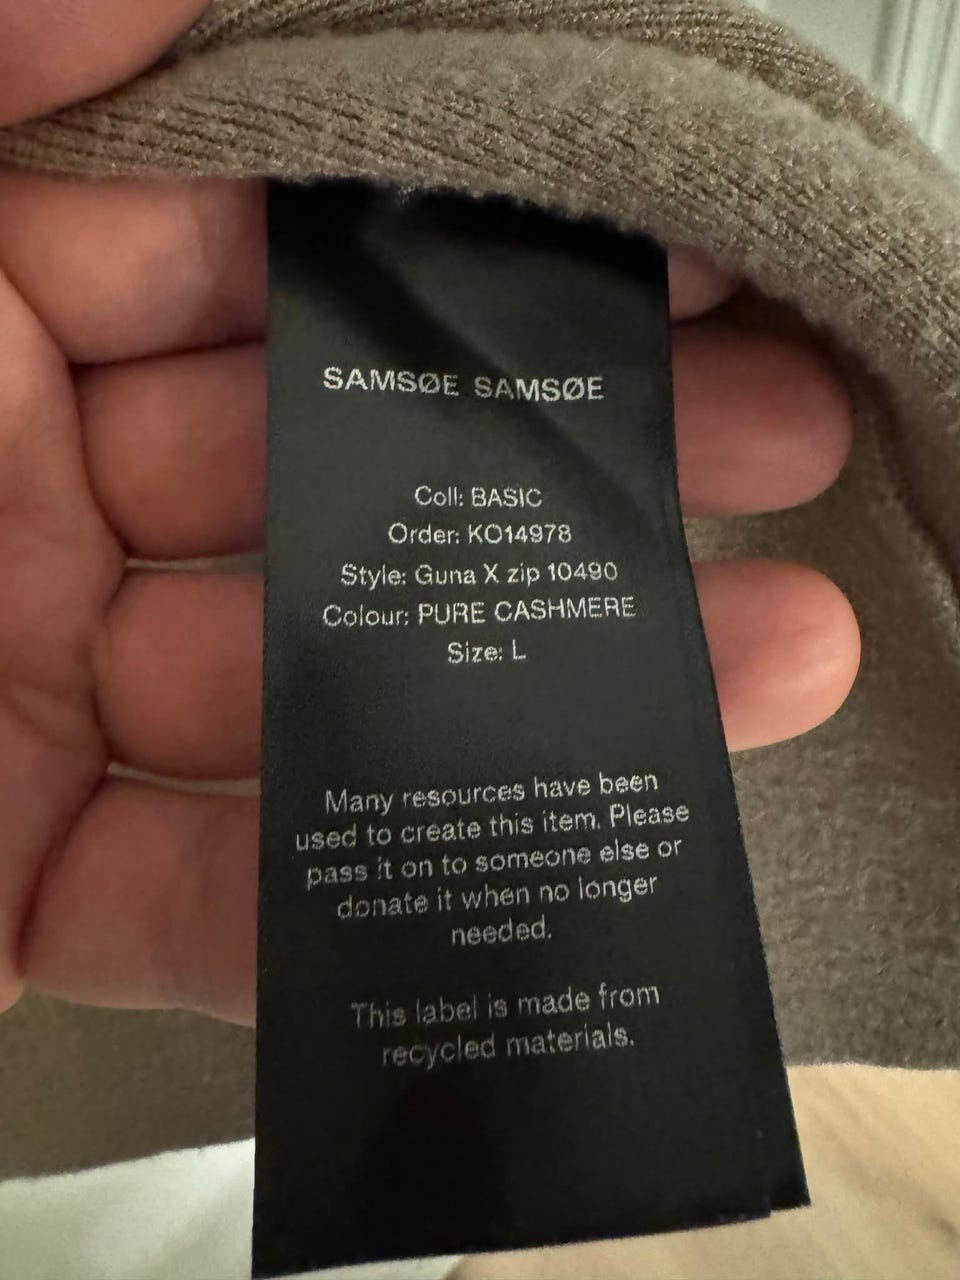 SAMSØE SAMSØE
Coll: BASIC
Order: KO14978
Style: Guna X zip 10490
Colour: PURE CASHMERE
Size: L
Many resources have been
used to create this item. Please
pass it on to someone else or
donate it when no longer
needed.
This label is made from
recycled materials.